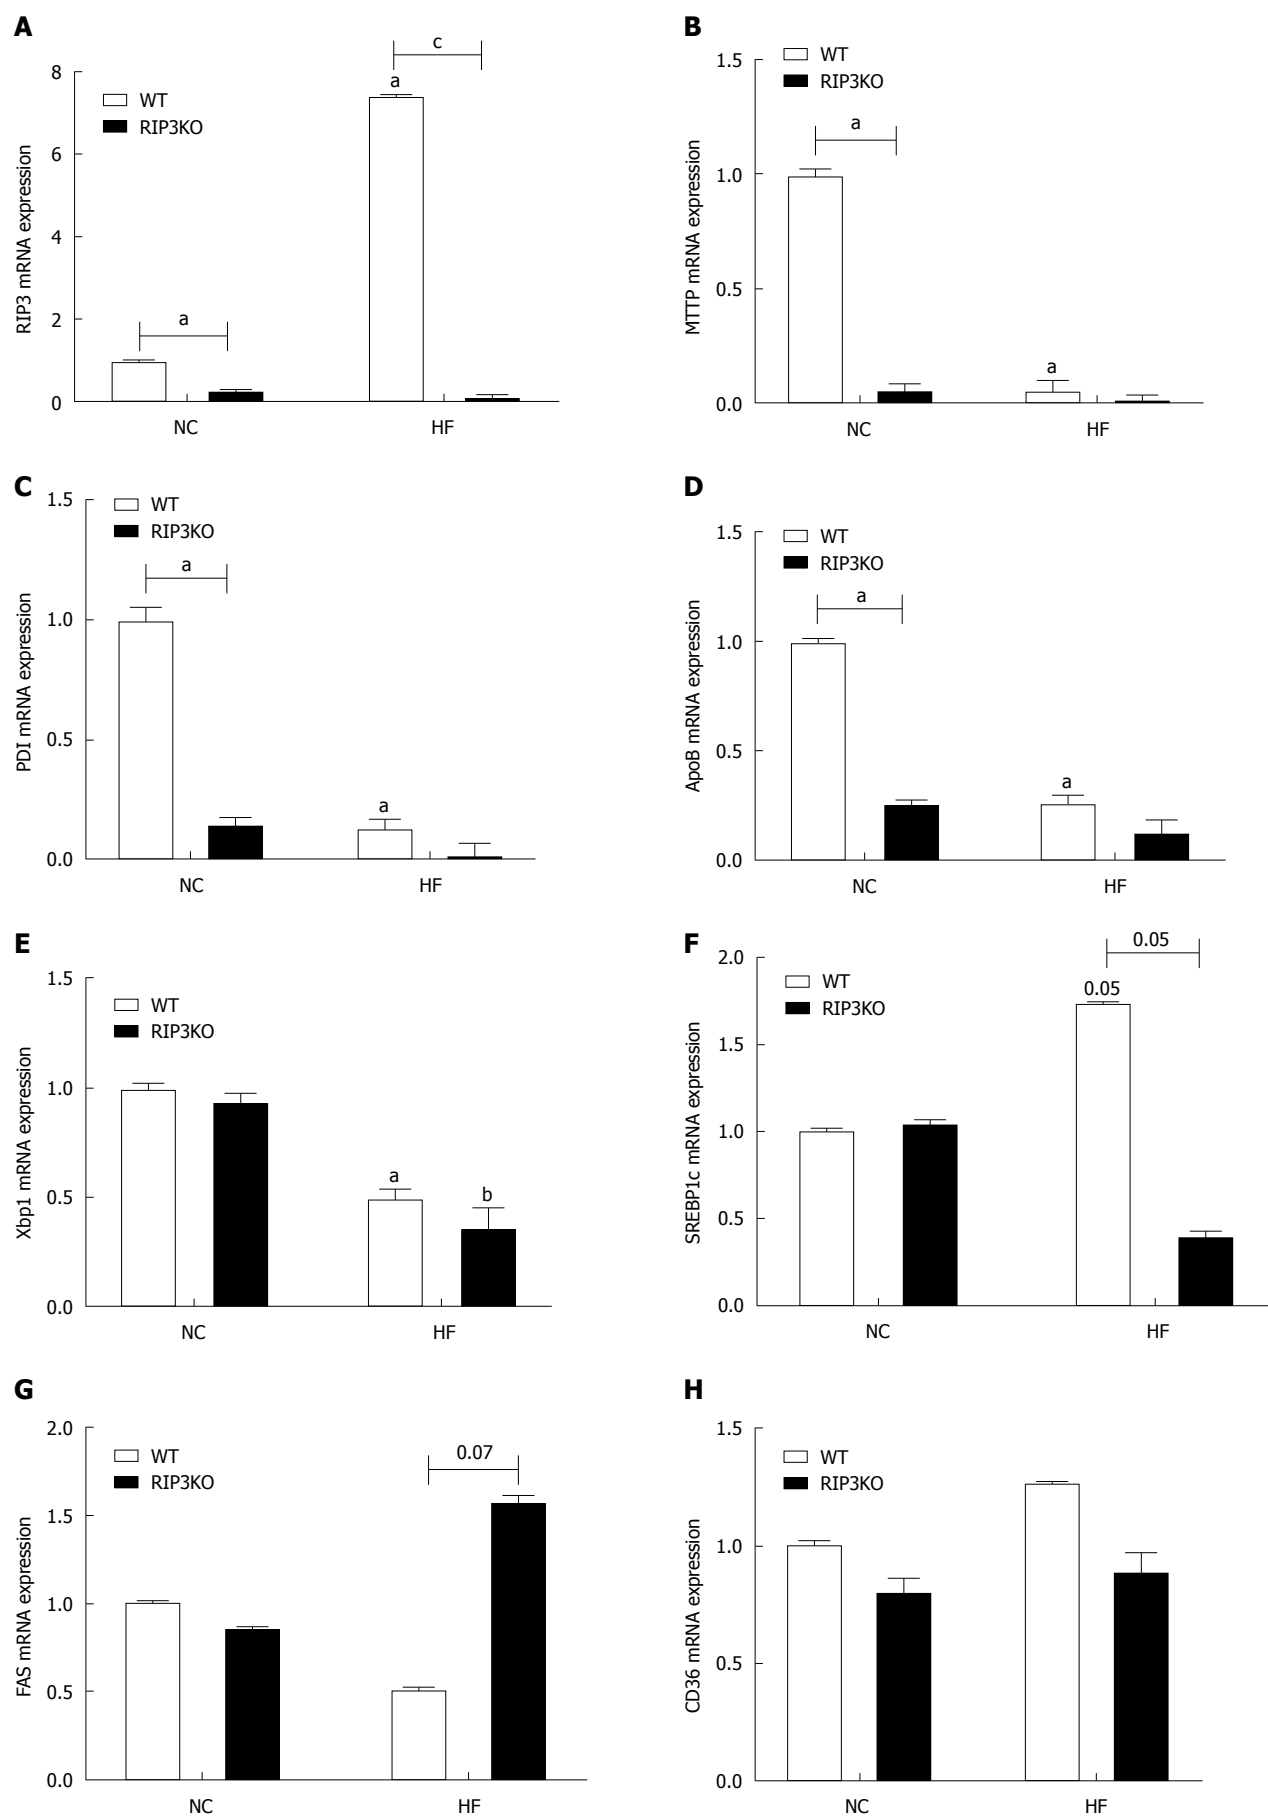 A
c
8
a
WT
RIP3KO
6
4
2
a
0
RIP3 mRNA expression
NC
HF
B
WT
1.5
RIP3KO
a
1.0
0.5
a
0.0
MTTP mRNA expression
NC
HF
C
1.5
WT
RIP3KO
a
1.0
0.5
a
0.0
PDI mRNA expression
NC
HF
D
1.5
WT
RIP3KO
a
1.0
0.5
a
0.0
ApoB mRNA expression
NC
HF
E
1.5
WT
RIP3KO
1.0
a
b
0.5
0.0
Xbp1 mRNA expression
NC
HF
F
0.05
2.0
WT
0.05
RIP3KO
1.5
1.0
0.5
0.0
SREBP1c mRNA expression
NC
HF
G
2.0
WT
0.07
RIP3KO
1.5
1.0
0.5
0.0
FAS mRNA expression
NC
HF
H
1.5
WT
RIP3KO
1.0
0.5
0.0
CD36 mRNA expression
NC
HF